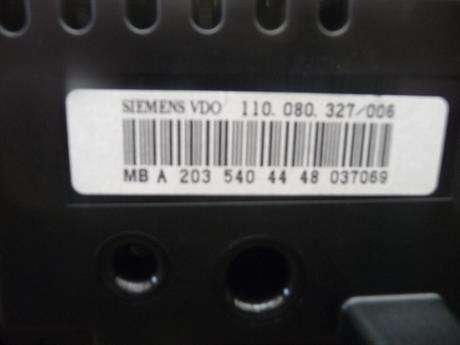 SIEMENS VDO 110. 080. 327/006
MB A 203 540 44 48 037069